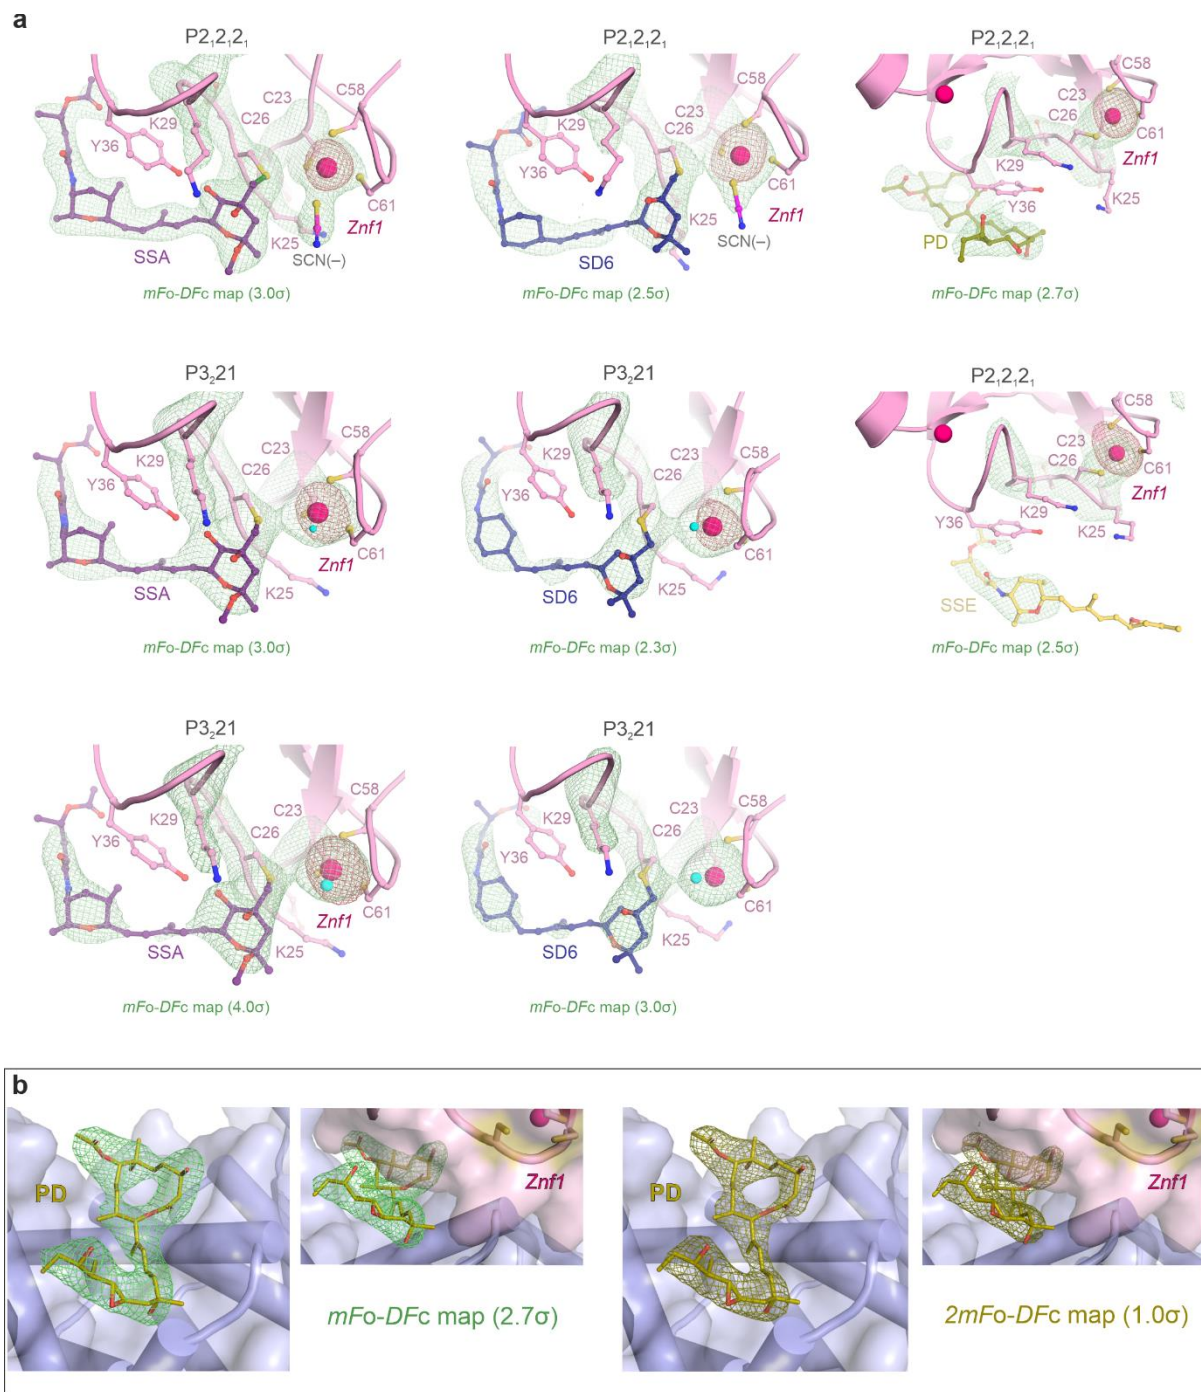 a
P2₁2₁2₁
C58
C23
K29
C26
Y36
C61
Znf1
K25
SSA
SCN(–)
mFo-DFc map (3.0σ)
P2₁2₁2₁
C58
C23
K29
C26
Y36
C61
K25
Znf1
SD6
SCN(–)
mFo-DFc map (2.5σ)
P2₁2₁2₁
C58
C23
C26
C61
Znf1
K29
K25
Y36
PD
mFo-DFc map (2.7σ)
P3₂21
C58
C23
K29
C26
Y36
C61
Znf1
K25
SSA
mFo-DFc map (3.0σ)
P3₂21
C58
C23
K29
C26
Y36
Znf1
C61
K25
SD6
mFo-DFc map (2.3σ)
P2₁2₁2₁
C58
C23
C26
C61
Znf1
K29
Y36
K25
SSE
mFo-DFc map (2.5σ)
P3₂21
C58
C23
K29
C26
Y36
C61
Znf1
K25
SSA
mFo-DFc map (4.0σ)
P3₂21
C58
C23
K29
C26
Y36
C61
K25
SD6
mFo-DFc map (3.0σ)
b
PD
Znf1
mFo-DFc map (2.7σ)
PD
Znf1
2mFo-DFc map (1.0σ)